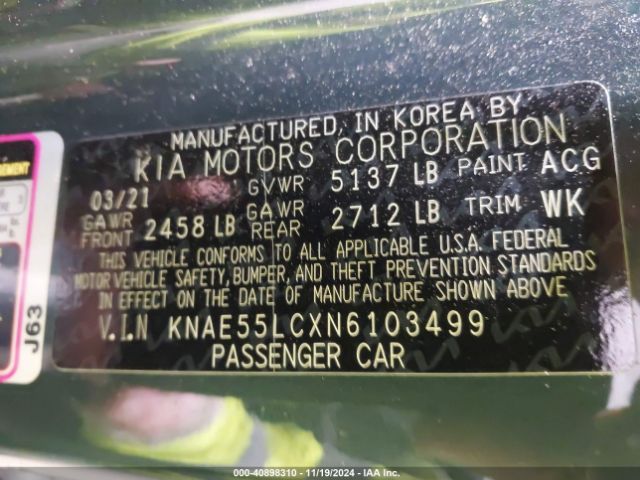 MANUFACTURED IN KOREA BY
KIA MOTORS CORPORATION
03/21 GVWR 5137 LB PAINT ACG
GAWR FRONT 2458 LB GAWR REAR 2712 LB TRIM WK
THIS VEHICLE CONFORMS TO ALL APPLICABLE U.S.A. FEDERAL
MOTOR VEHICLE SAFETY, BUMPER, AND THEFT PREVENTION STANDARDS
IN EFFECT ON THE DATE OF MANUFACTURE SHOWN ABOVE
V.I.N KNAE55LCXN6103499
PASSENGER CAR
J63
000-40898310 - 11/19/2024 - IAA Inc.